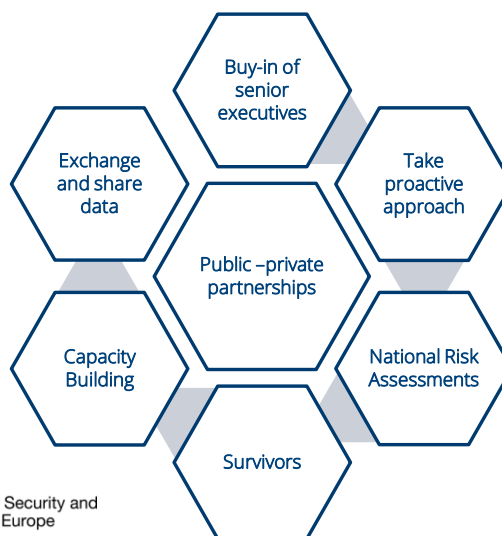 Buy-in of
senior
executives
Exchange
and share
data
Take
proactive
approach
Public –private
partnerships
Capacity
Building
National Risk
Assessments
Survivors
Security and
Europe